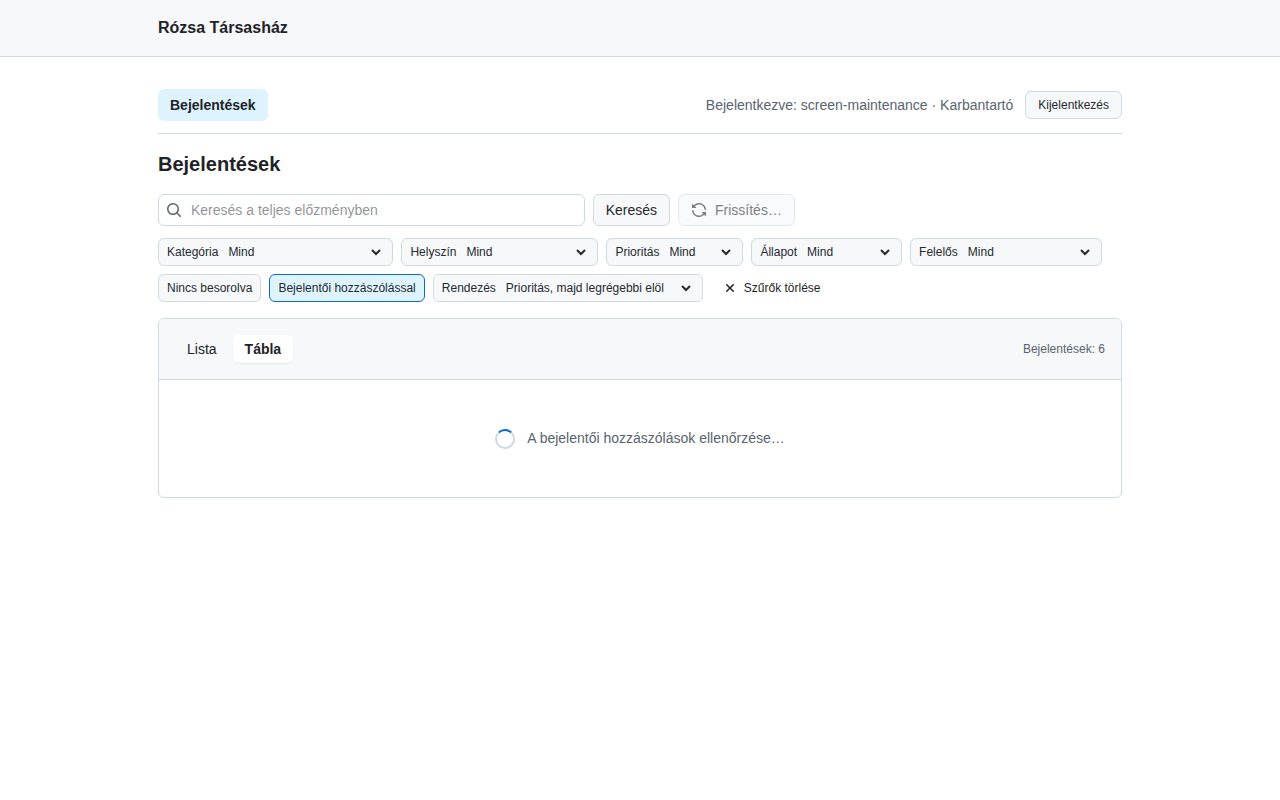 Rózsa Társasház
Bejelentések
Bejelentkezve: screen-maintenance · Karbantartó
Kijelentkezés
Bejelentések
Keresés a teljes előzményben
Keresés
Frissítés…
Kategória Mind
Helyszín Mind
Prioritás Mind
Állapot Mind
Felelős Mind
Nincs besorolva
Bejelentői hozzászólással
Rendezés Prioritás, majd legrégebbi elöl
Szűrők törlése
Lista
Tábla
Bejelentések: 6
A bejelentői hozzászólások ellenőrzése…